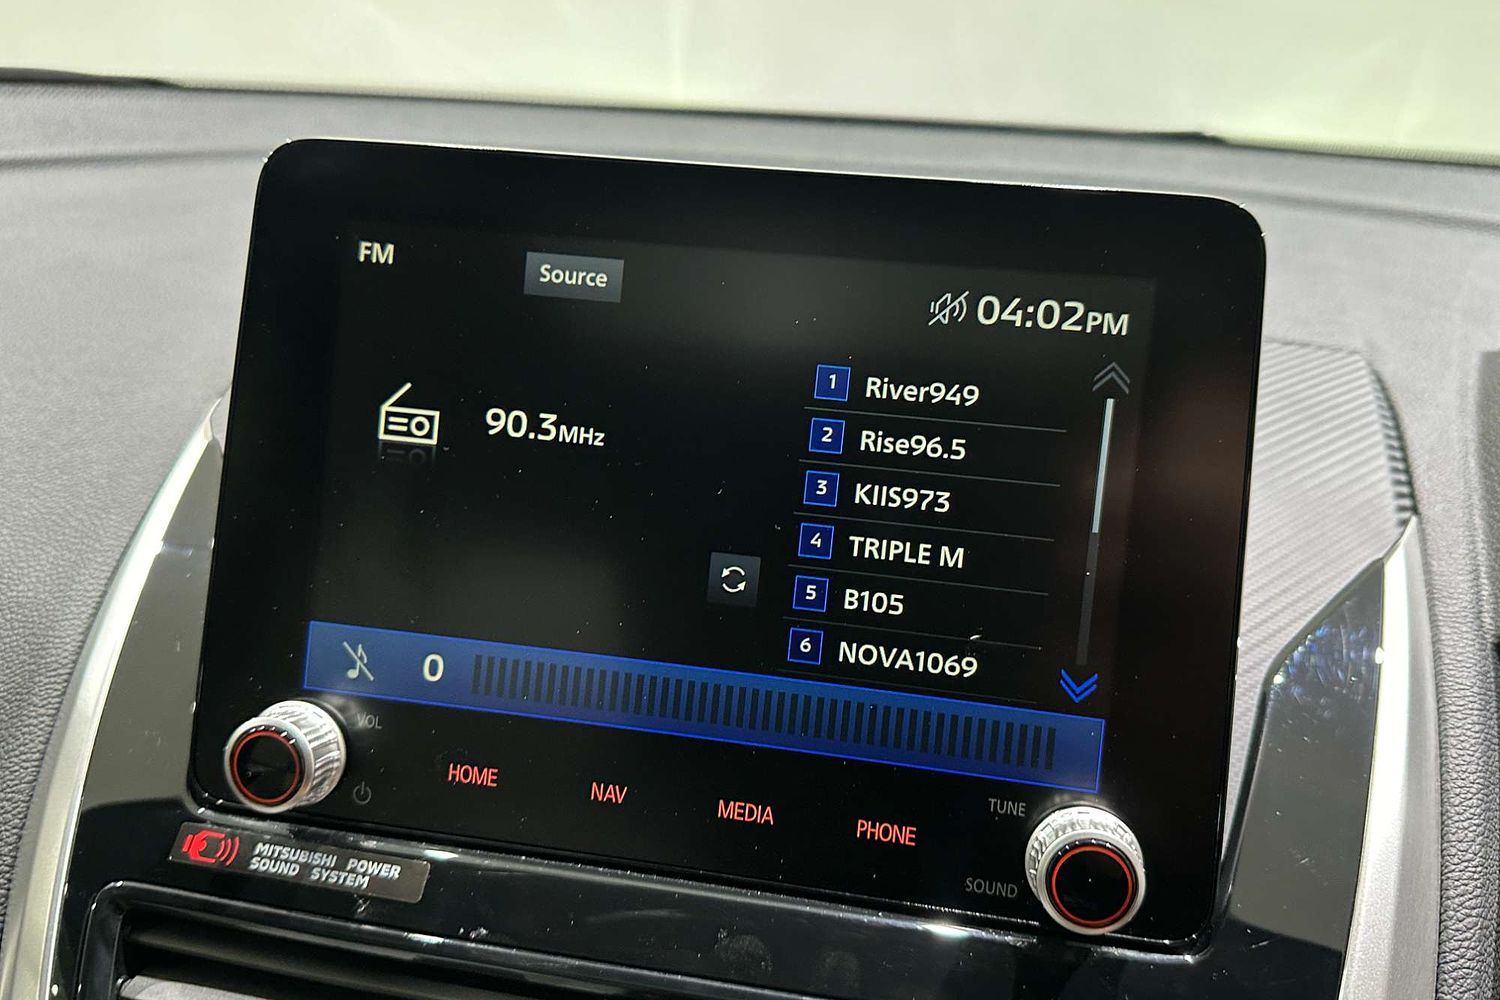 FM
Source
04:02PM
90.3MHz
1 River949
2 Rise96.5
3 KIIS973
4 TRIPLE M
5 B105
6 NOVA1069
0
VOL
HOME
NAV
MEDIA
PHONE
TUNE
SOUND
MITSUBISHI POWER
SOUND SYSTEM